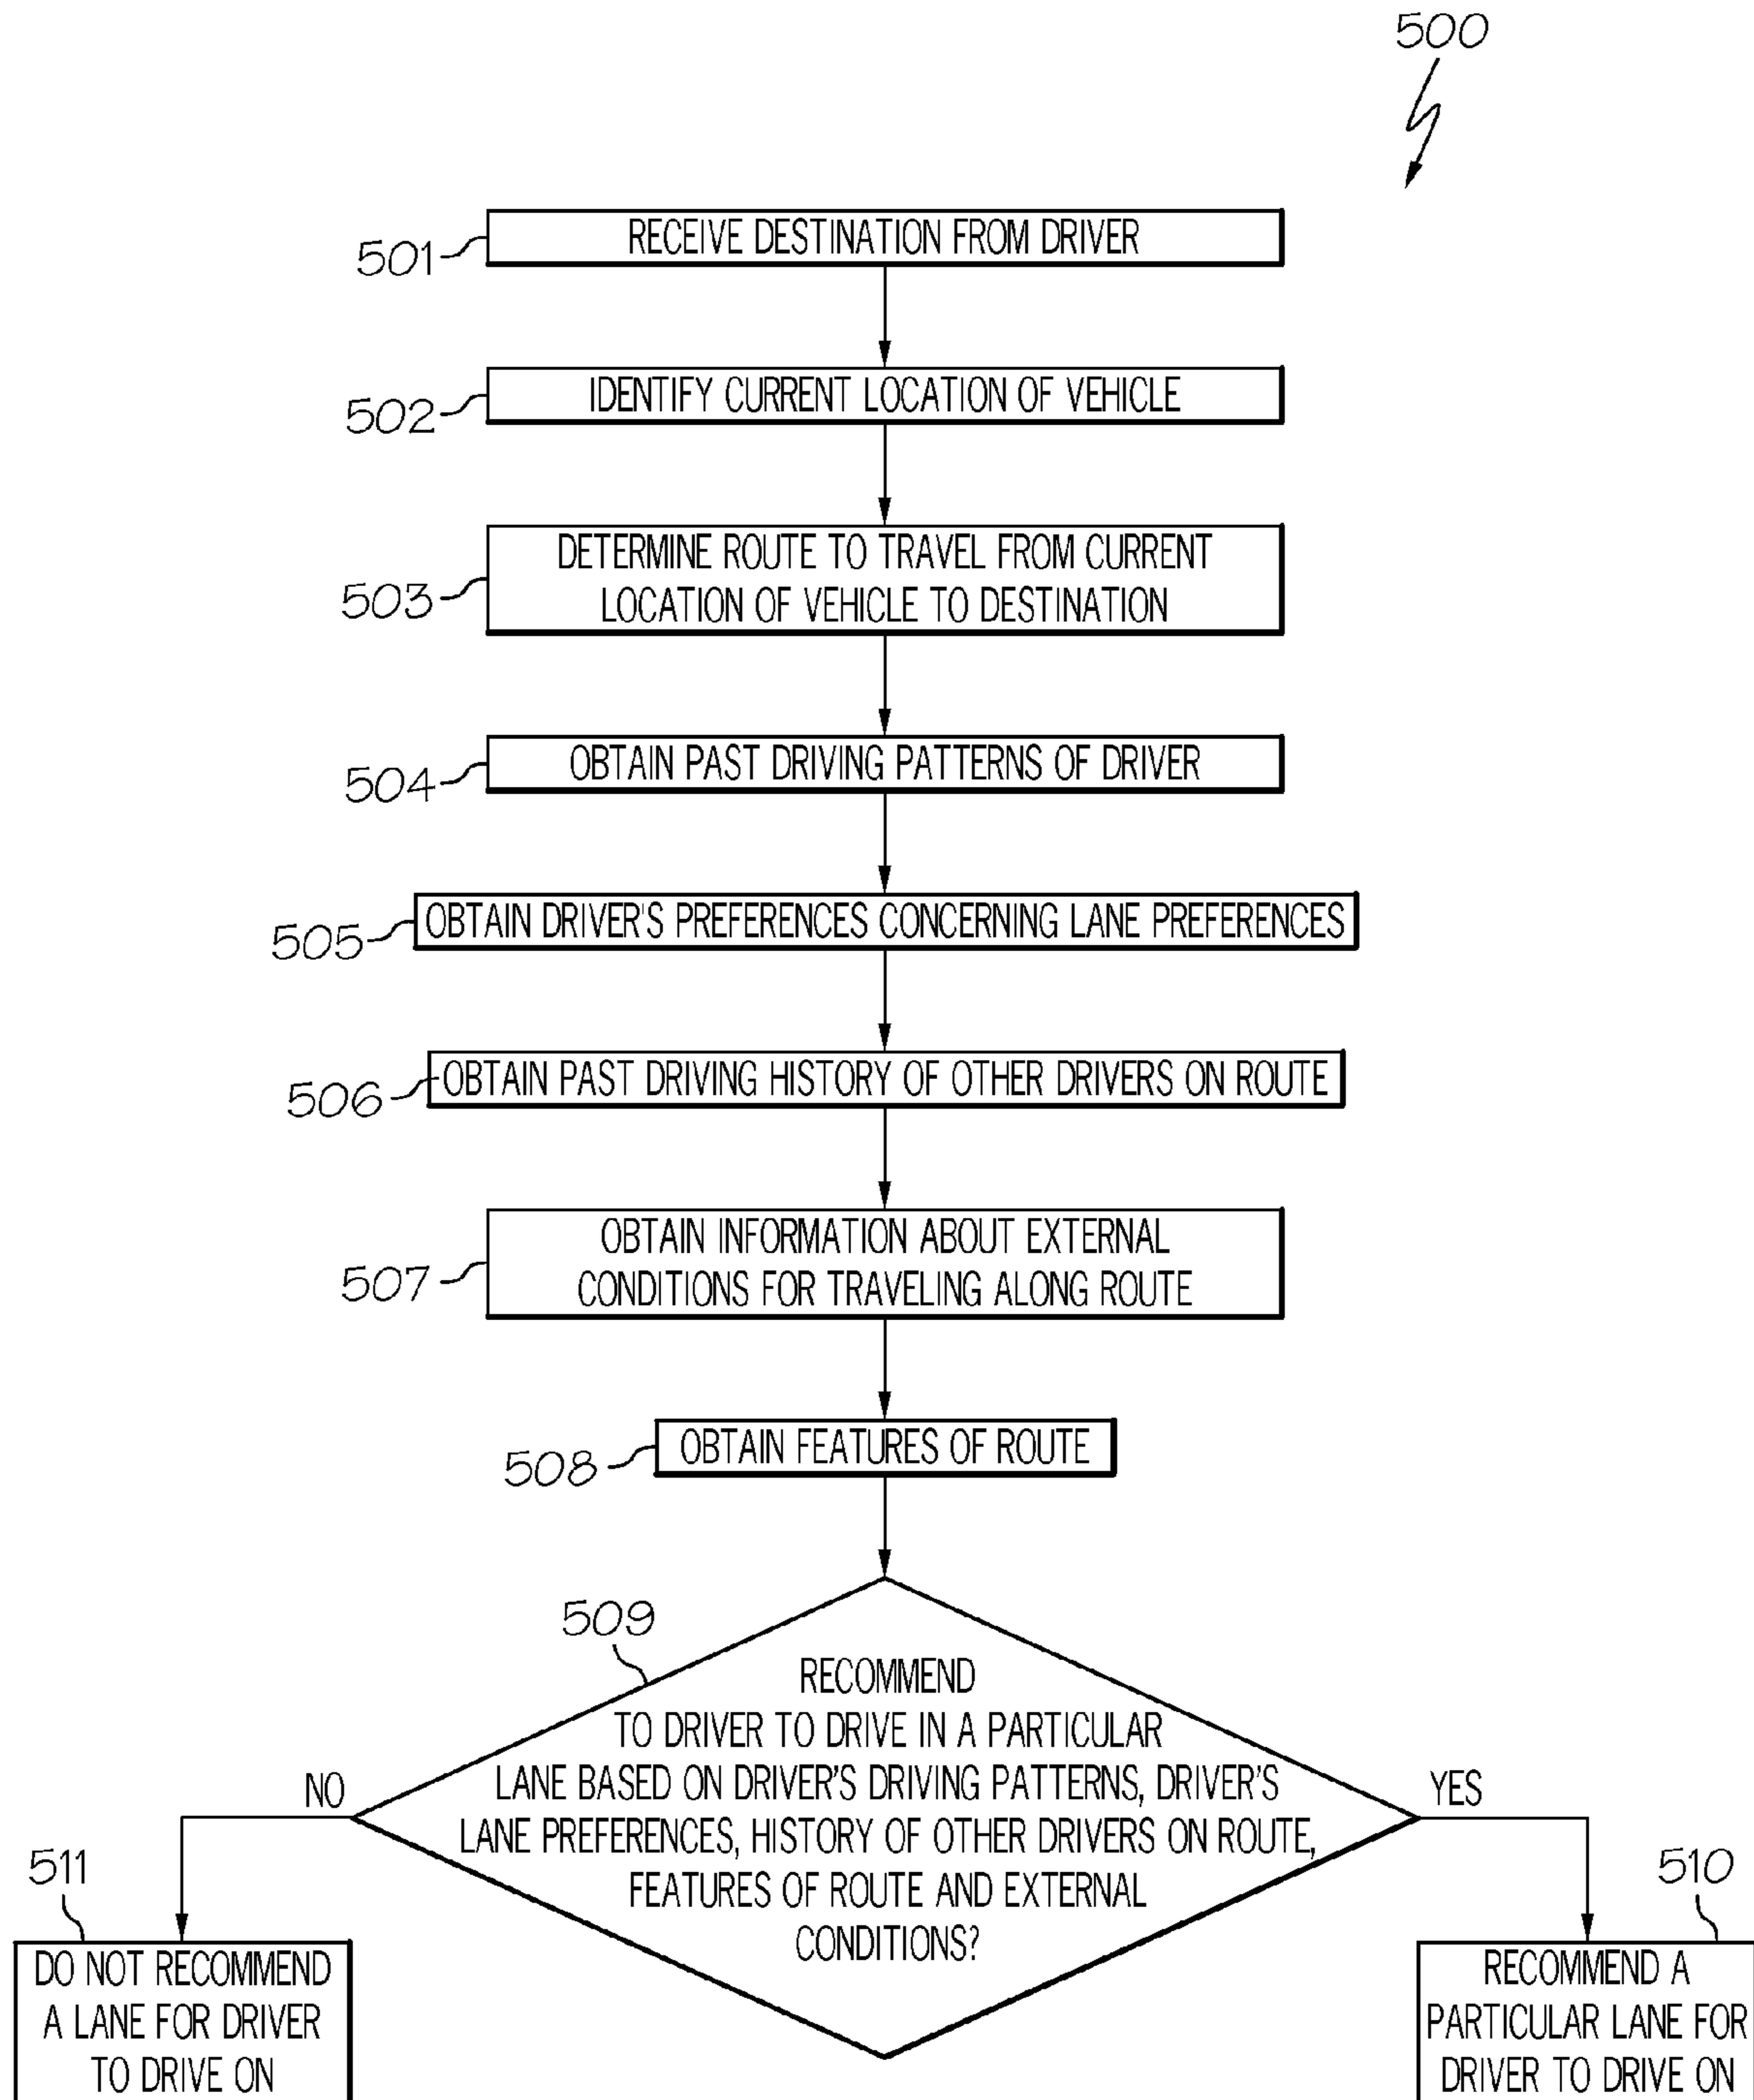 500
501
RECEIVE DESTINATION FROM DRIVER
502
IDENTIFY CURRENT LOCATION OF VEHICLE
503
DETERMINE ROUTE TO TRAVEL FROM CURRENT
LOCATION OF VEHICLE TO DESTINATION
504
OBTAIN PAST DRIVING PATTERNS OF DRIVER
505
OBTAIN DRIVER'S PREFERENCES CONCERNING LANE PREFERENCES
506
OBTAIN PAST DRIVING HISTORY OF OTHER DRIVERS ON ROUTE
507
OBTAIN INFORMATION ABOUT EXTERNAL
CONDITIONS FOR TRAVELING ALONG ROUTE
508
OBTAIN FEATURES OF ROUTE
509
RECOMMEND
TO DRIVER TO DRIVE IN A PARTICULAR
LANE BASED ON DRIVER'S DRIVING PATTERNS, DRIVER'S
LANE PREFERENCES, HISTORY OF OTHER DRIVERS ON ROUTE,
FEATURES OF ROUTE AND EXTERNAL
CONDITIONS?
NO
YES
511
DO NOT RECOMMEND
A LANE FOR DRIVER
TO DRIVE ON
510
RECOMMEND A
PARTICULAR LANE FOR
DRIVER TO DRIVE ON